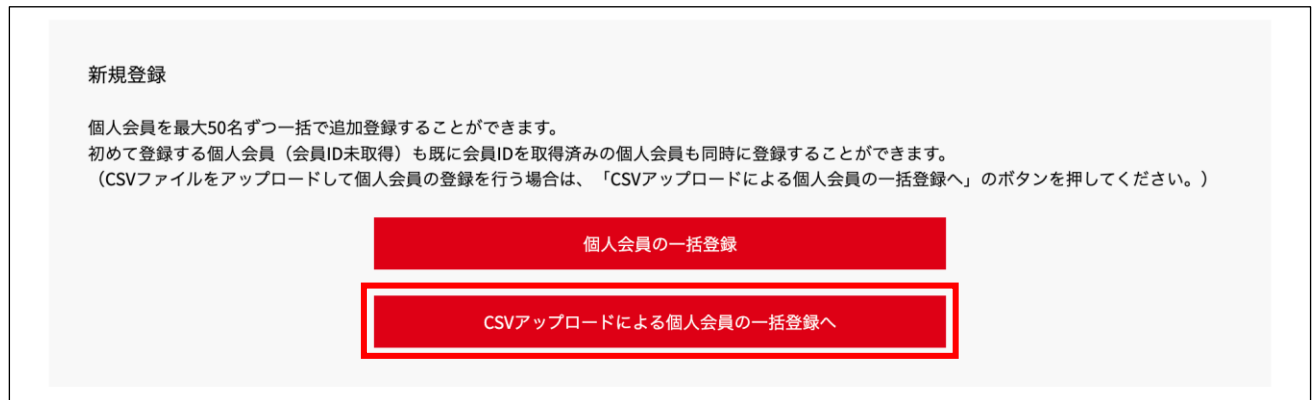 新規登録
個人会員を最大50名ずつ一括で追加登録することができます。
初めて登録する個人会員（会員ID未取得）も既に会員IDを取得済みの個人会員も同時に登録することができます。
（CSVファイルをアップロードして個人会員の登録を行う場合は、「CSVアップロードによる個人会員の一括登録へ」のボタンを押してください。）
個人会員の一括登録
CSVアップロードによる個人会員の一括登録へ